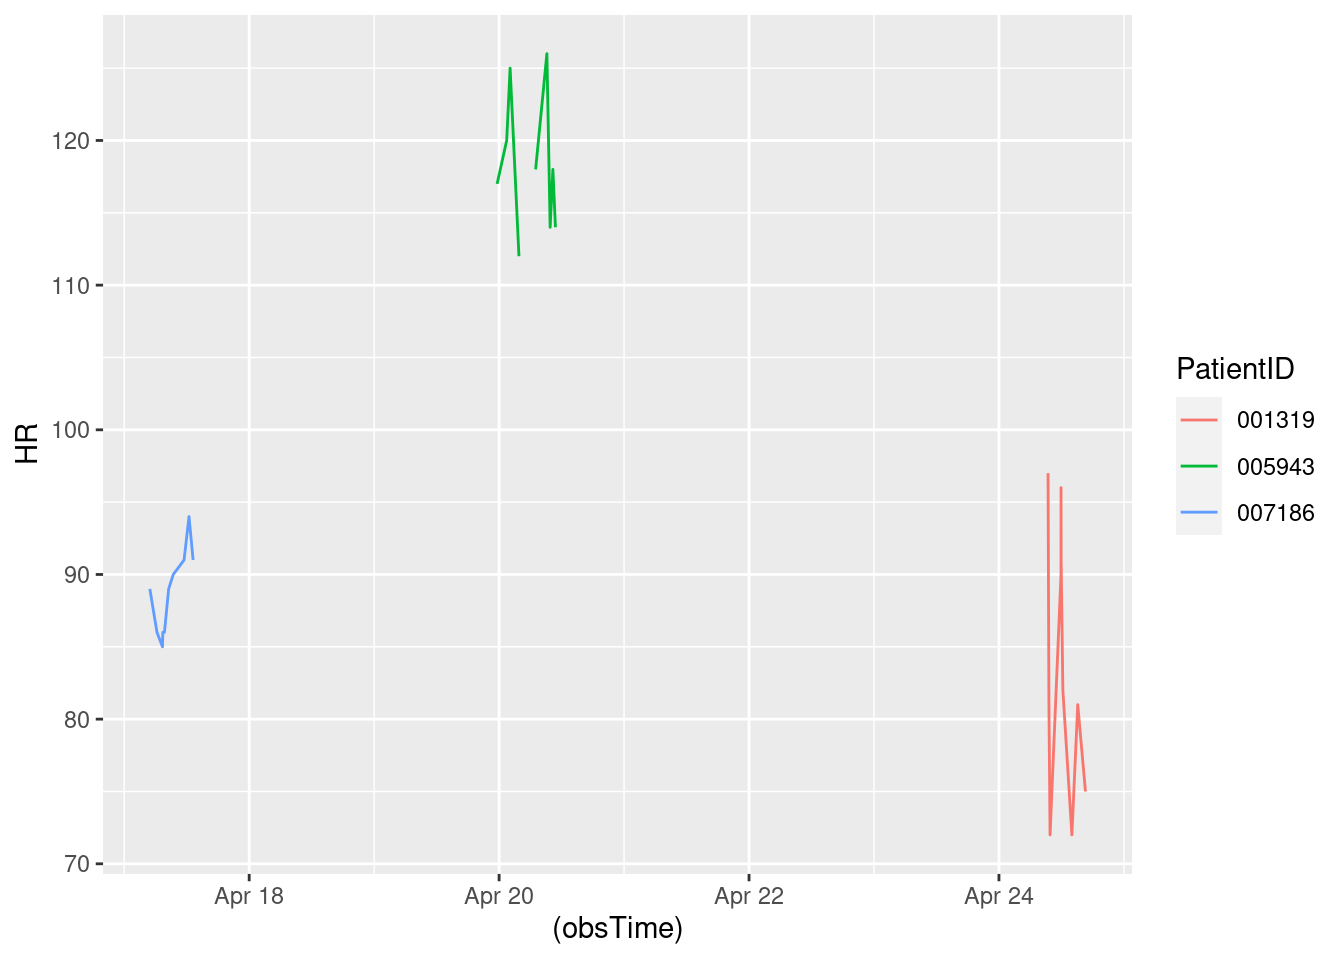 120
110
100
90
80
70
HR
Apr 18
Apr 20
Apr 22
Apr 24
(obsTime)
PatientID
001319
005943
007186